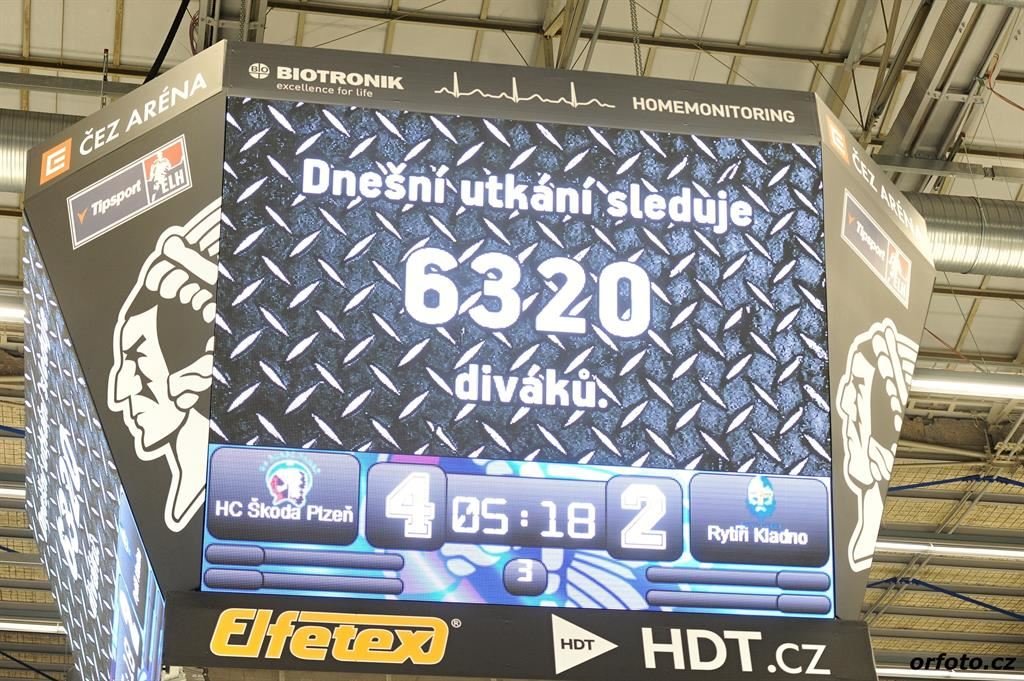 BIOTRONIK
excellence for life
HOMEMONITORING
ČEZ ARÉNA
Tipsport
ELH
ČEZ ARÉNA
Tipsport
Dnešní utkání sleduje
6320
diváků.
HC Škoda Plzeň
4
05:18
2
Rytíři Kladno
3
Elfetex®
HDT
HDT.cz
orfoto.cz